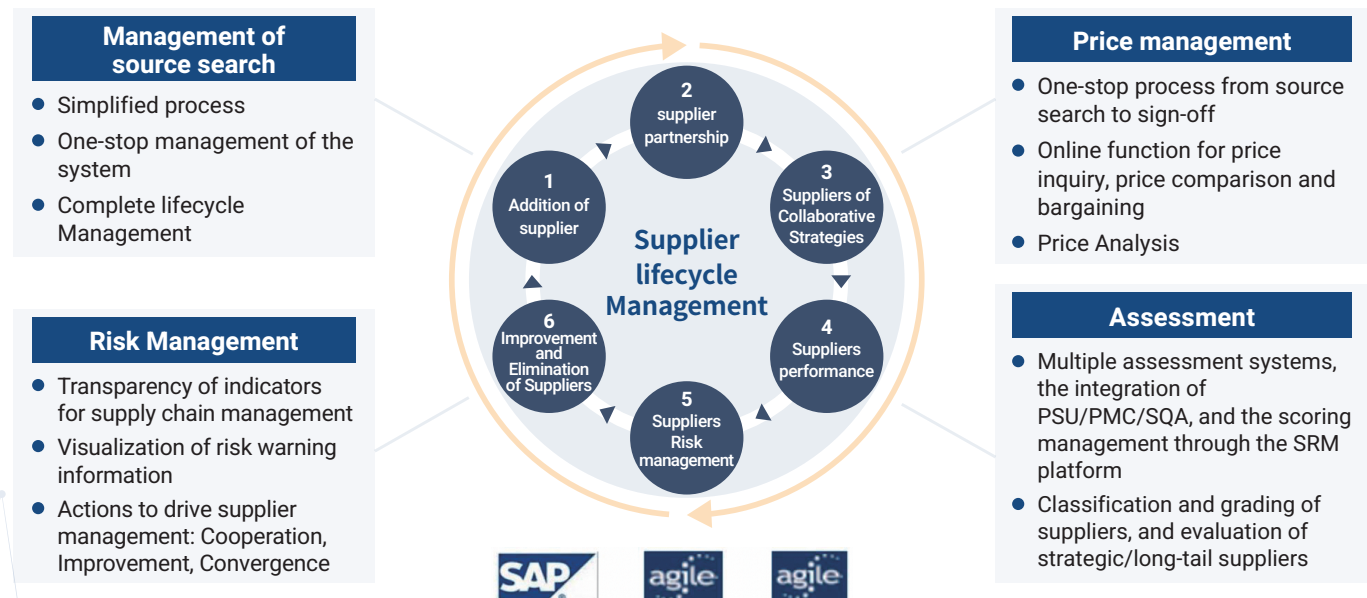 Management of
source search
Simplified process
One-stop management of the
system
Complete lifecycle
Management
Risk Management
Transparency of indicators
for supply chain management
Visualization of risk warning
information
Actions to drive supplier
management: Cooperation,
Improvement, Convergence
Supplier
lifecycle
Management
1
Addition of
supplier
2
supplier
partnership
3
Suppliers of
Collaborative
Strategies
4
Suppliers
performance
5
Suppliers
Risk
management
6
Improvement
and
Elimination
of Suppliers
SAP
agile
agile
Price management
One-stop process from source
search to sign-off
Online function for price
inquiry, price comparison and
bargaining
Price Analysis
Assessment
Multiple assessment systems,
the integration of
PSU/PMC/SQA, and the scoring
management through the SRM
platform
Classification and grading of
suppliers, and evaluation of
strategic/long-tail suppliers